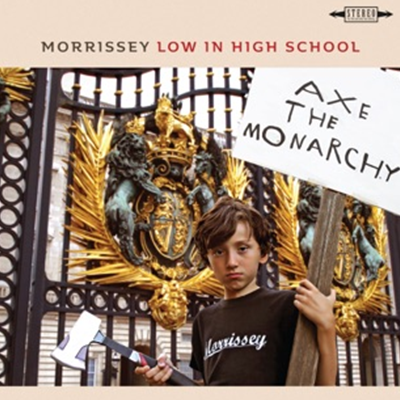 STEREO
MORRISSEY LOW IN HIGH SCHOOL
AXE
THE
MONARCHY
Morrissey